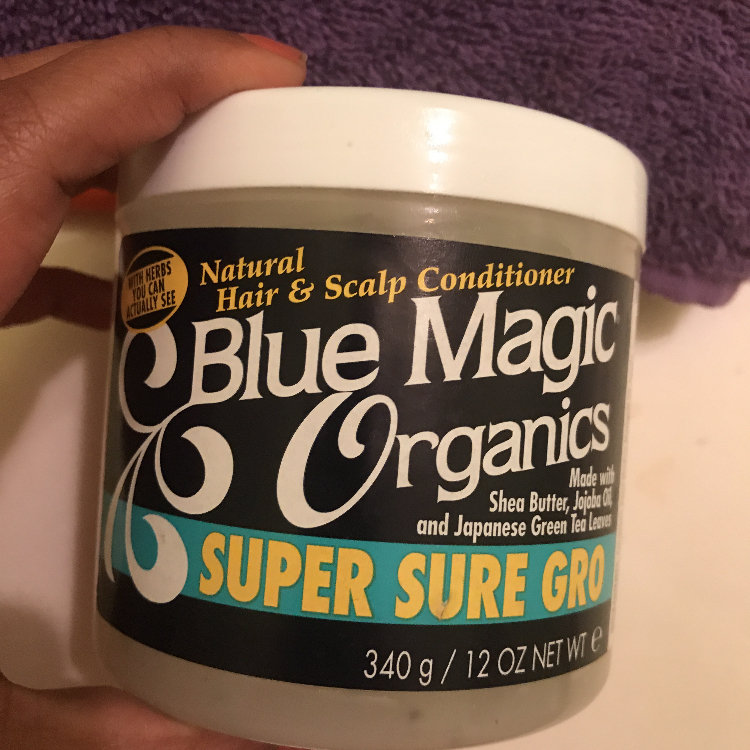 WITH HERBS
YOU CAN
ACTUALLY SEE
Natural
Hair & Scalp Conditioner
Blue Magic
Organics
Made with
Shea Butter, Jojoba Oil,
and Japanese Green Tea Leaves
SUPER SURE GRO
340 g / 12 OZ NET WT ℮